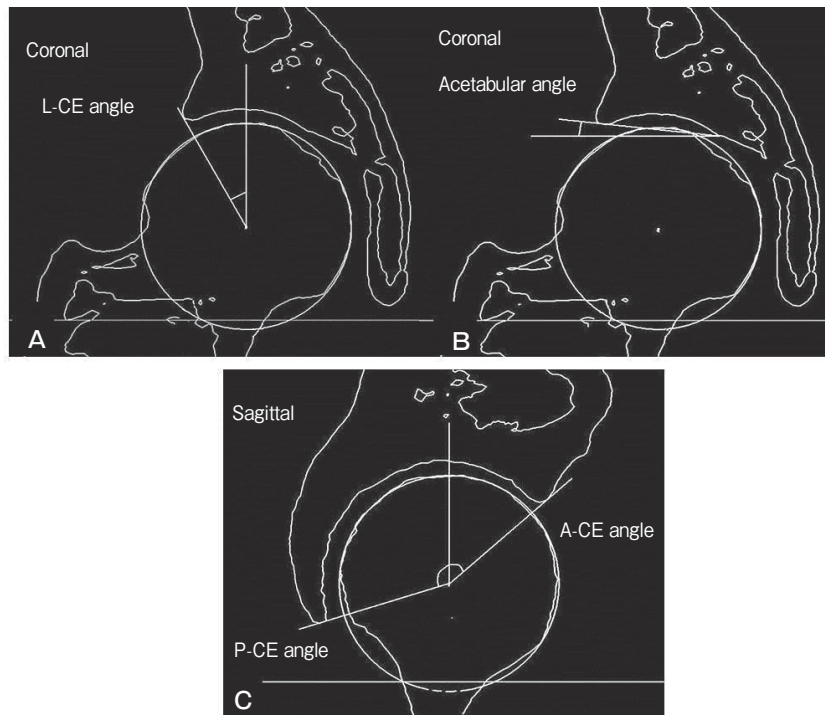 Coronal
L-CE angle
A
Coronal
Acetabular angle
B
Sagittal
A-CE angle
P-CE angle
C